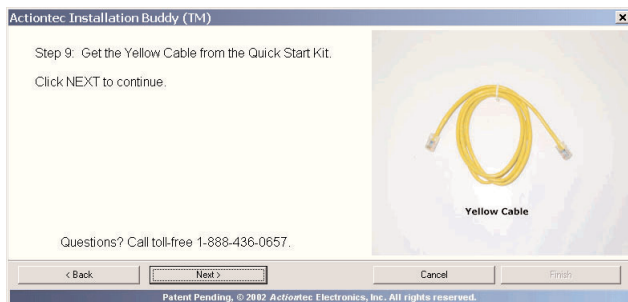 Actiontec Installation Buddy (TM)
Step 9: Get the Yellow Cable from the Quick Start Kit.
Click NEXT to continue.
Yellow Cable
Questions? Call toll-free 1-888-436-0657.
< Back
Next >
Cancel
Finish
Patent Pending, © 2002 Actiontec Electronics, Inc. All rights reserved.